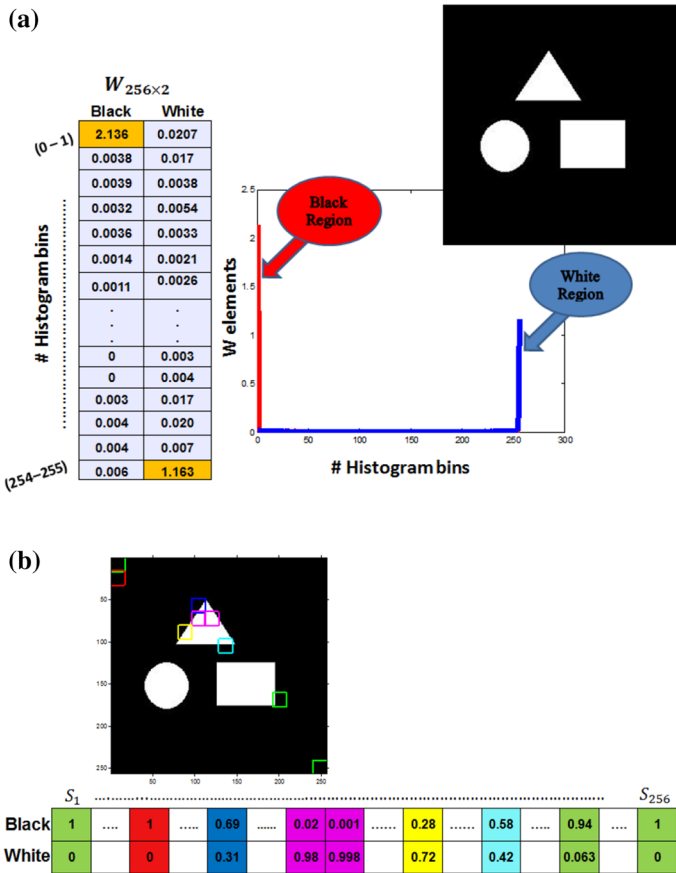 (a)
W256×2
Black White
(0–1) 2.136 0.0207
0.0038 0.017
0.0039 0.0038
0.0032 0.0054
0.0036 0.0033
0.0014 0.0021
0.0011 0.0026
. .
. .
. .
0 0.003
0 0.004
0.003 0.017
0.004 0.020
0.004 0.007
(254–255) 0.006 1.163
# Histogram bins
Black
Region
White
Region
W elements
2.5
2
1.5
1
0.5
0
0 50 100 150 200 250 300
# Histogram bins
(b)
50
100
150
200
250
50 100 150 200 250
S1 ........ S256
Black 1 .... 1 ..... 0.69 ...... 0.02 0.001 ...... 0.28 ...... 0.58 ..... 0.94 .... 1
White 0 0 0.31 0.98 0.998 0.72 0.42 0.063 0